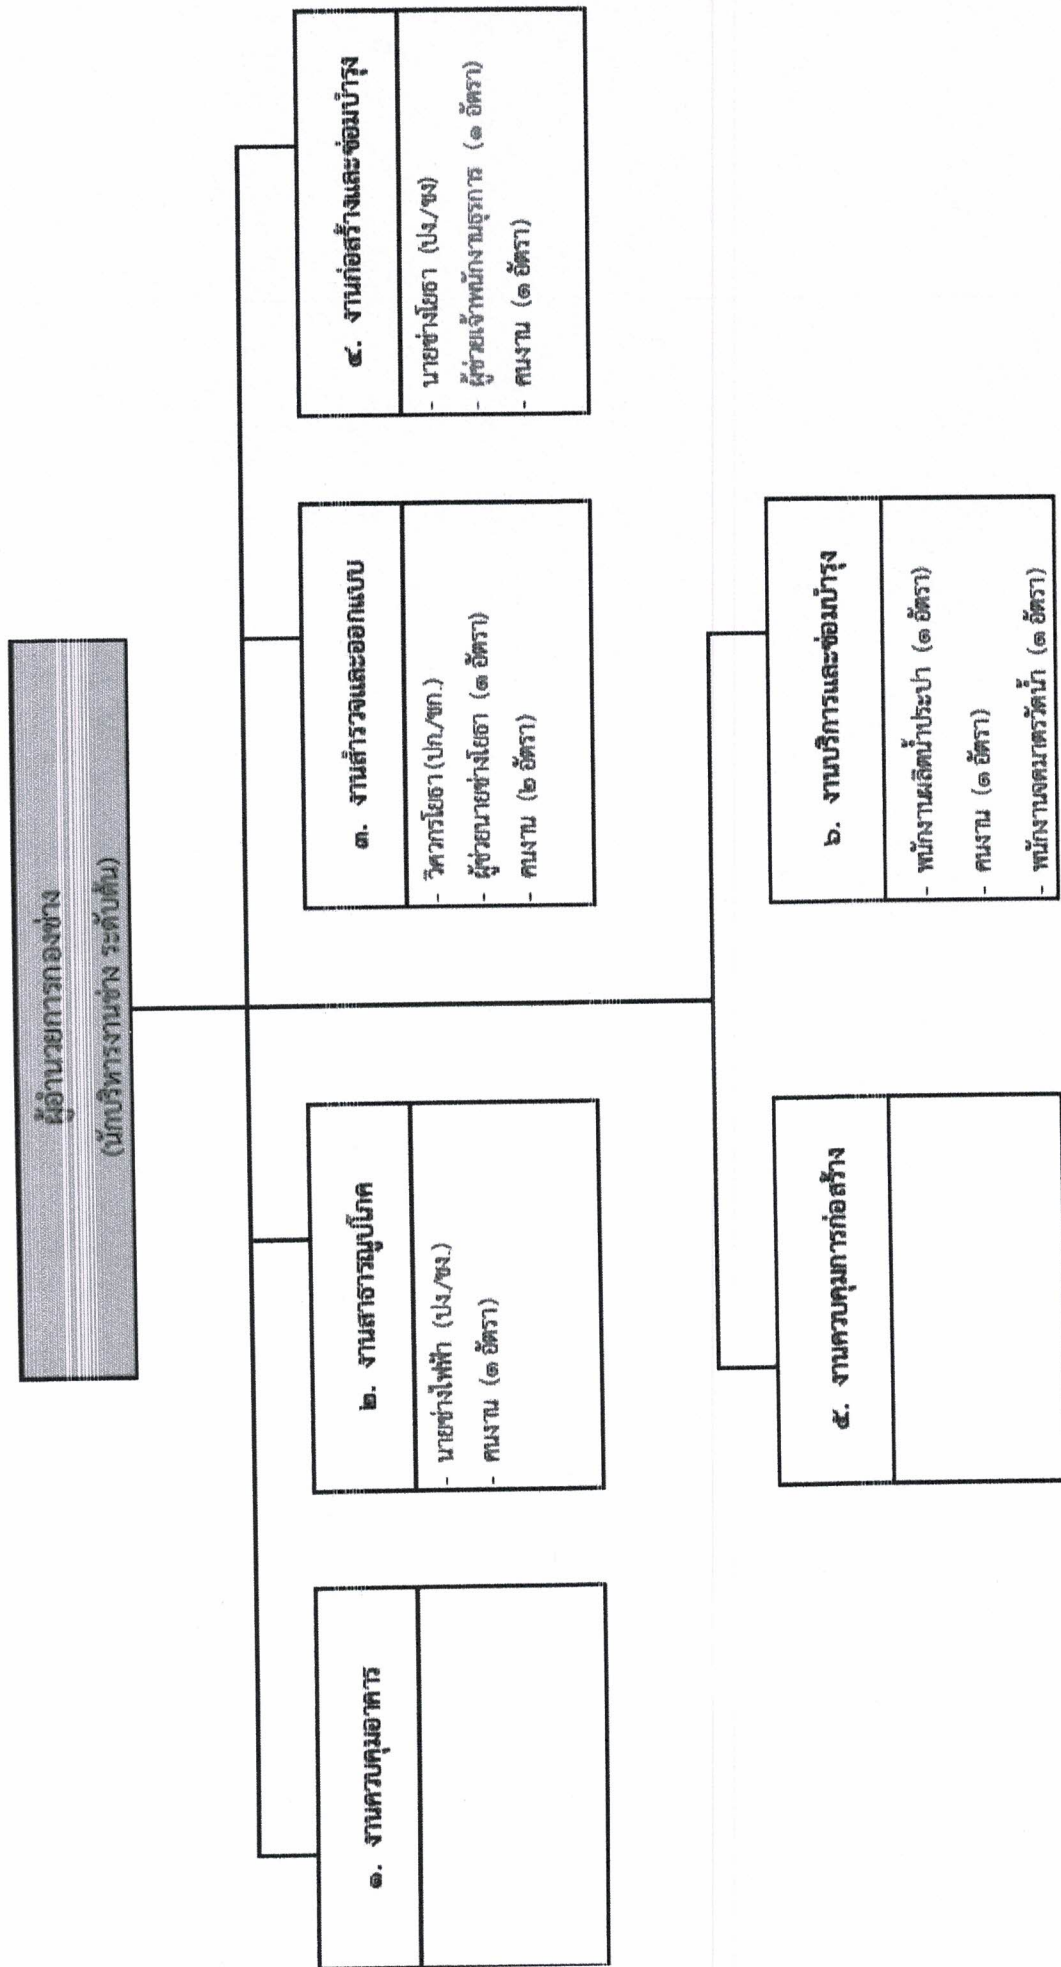 ผู้อำนวยการกองช่าง
(นักบริหารงานช่าง ระดับต้น)
๑. งานควบคุมอาคาร
๒. งานสาธารณูปโภค
- นายช่างไฟฟ้า (ปง./ชง.)
- คนงาน (๑ อัตรา)
๓. งานสำรวจและออกแบบ
- วิศวกรโยธา (ปก./ชก.)
- ผู้ช่วยนายช่างโยธา (๑ อัตรา)
- คนงาน (๒ อัตรา)
๔. งานก่อสร้างและซ่อมบำรุง
- นายช่างโยธา (ปง./ชง)
- ผู้ช่วยเจ้าพนักงานธุรการ (๑ อัตรา)
- คนงาน (๑ อัตรา)
๕. งานควบคุมการก่อสร้าง
๖. งานบริการและซ่อมบำรุง
- พนักงานผลิตน้ำประปา (๑ อัตรา)
- คนงาน (๑ อัตรา)
- พนักงานจดมาตรวัดน้ำ (๑ อัตรา)